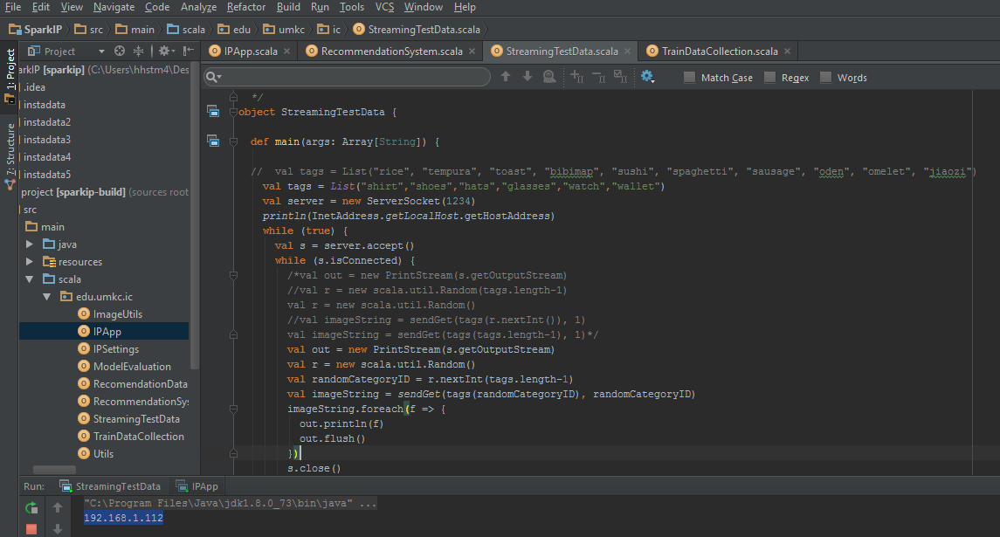 File Edit View Navigate Code Analyze Refactor Build Run Tools VCS Window Help
SparkIP src main scala edu umkc ic StreamingTestData.scala
1: Project
7: Structure
Project
IPApp.scala RecommendationSystem.scala StreamingTestData.scala TrainDataCollection.scala
Match Case Regex Words
arkIP [sparkip] (C:\Users\hhstm4\Des
.idea
instadata
instadata2
instadata3
instadata4
instadata5
project [sparkip-build] (sources root
src
main
java
resources
scala
edu.umkc.ic
ImageUtils
IPApp
IPSettings
ModelEvaluation
RecomendationData
RecommendationSys
StreamingTestData
TrainDataCollection
Utils
*/
object StreamingTestData {
def main(args: Array[String]) {
// val tags = List("rice", "tempura", "toast", "bibimap", "sushi", "spaghetti", "sausage", "oden", "omelet", "jiaozi")
val tags = List("shirt","shoes","hats","glasses","watch","wallet")
val server = new ServerSocket(1234)
println(InetAddress.getLocalHost.getHostAddress)
while (true) {
val s = server.accept()
while (s.isConnected) {
/*val out = new PrintStream(s.getOutputStream)
//val r = new scala.util.Random(tags.length-1)
val r = new scala.util.Random()
//val imageString = sendGet(tags(r.nextInt()), 1)
val imageString = sendGet(tags(tags.length-1), 1)*/
val out = new PrintStream(s.getOutputStream)
val r = new scala.util.Random()
val randomCategoryID = r.nextInt(tags.length-1)
val imageString = sendGet(tags(randomCategoryID), randomCategoryID)
imageString.foreach(f => {
out.println(f)
out.flush()
})
s.close()
Run: StreamingTestData IPApp
"C:\Program Files\Java\jdk1.8.0_73\bin\java" ...
192.168.1.112